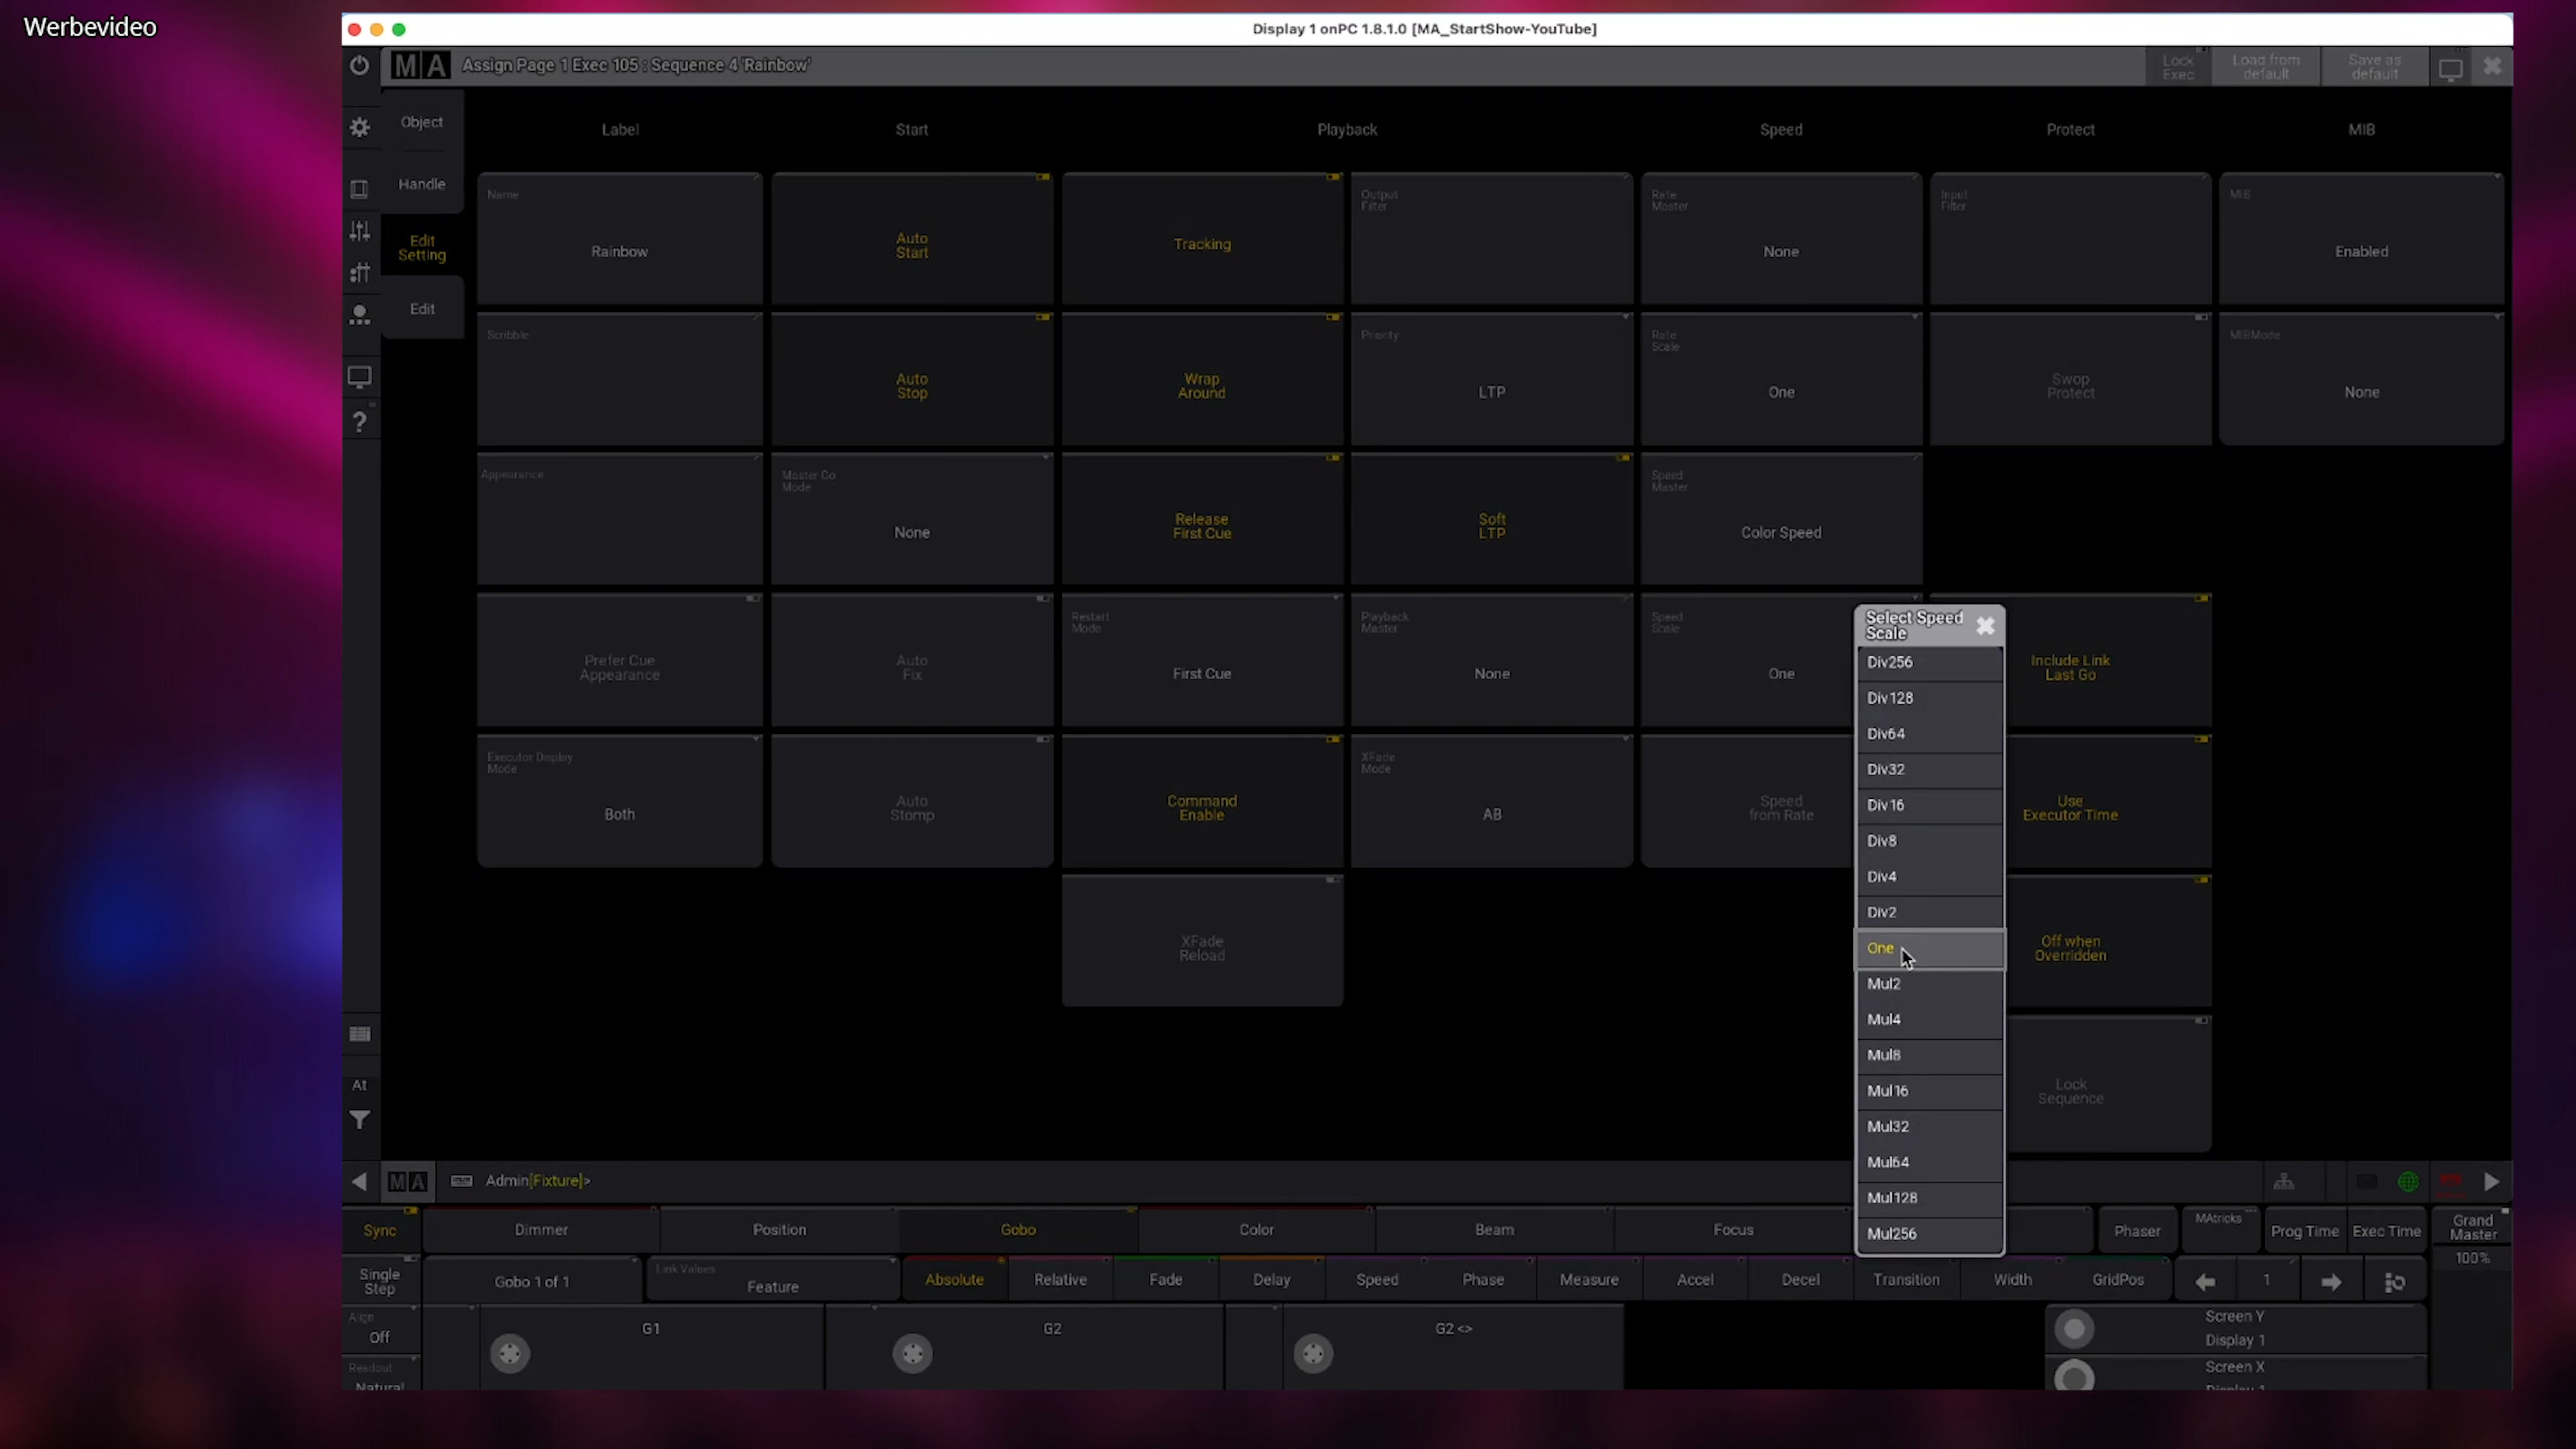 Werbevideo
Display 1 onPC 1.8.1.0 [MA_StartShow-YouTube]
MA
Assign Page 1 Exec 105 : Sequence 4 'Rainbow'
Lock
Exec
Load from
default
Save as
default
Object
Handle
Edit
Setting
Edit
Label
Start
Playback
Speed
Protect
MIB
Name
Rainbow
Auto
Start
Tracking
Output
Filter
Rate
Master
None
Input
Filter
MIB
Enabled
Scribble
Auto
Stop
Wrap
Around
Priority
LTP
Rate
Scale
One
Swop
Protect
MIBMode
None
Appearance
Master Go
Mode
None
Release
First Cue
Soft
LTP
Speed
Master
Color Speed
Prefer Cue
Appearance
Auto
Fix
Restart
Mode
First Cue
Playback
Master
None
Speed
Scale
One
Include Link
Last Go
Executor Display
Mode
Both
Auto
Stomp
Command
Enable
XFade
Mode
AB
Speed
from Rate
Use
Executor Time
XFade
Reload
Off when
Overridden
Lock
Sequence
Select Speed
Scale
Div256
Div128
Div64
Div32
Div16
Div8
Div4
Div2
One
Mul2
Mul4
Mul8
Mul16
Mul32
Mul64
Mul128
Mul256
?
At
MA
Admin[Fixture]>
Sync
Dimmer
Position
Gobo
Color
Beam
Focus
Phaser
MAtricks
Prog Time
Exec Time
Grand
Master
100%
Single
Step
Gobo 1 of 1
Link Values
Feature
Absolute
Relative
Fade
Delay
Speed
Phase
Measure
Accel
Decel
Transition
Width
GridPos
1
Align
Off
Readout
Natural
G1
G2
G2 <>
Screen Y
Display 1
Screen X
Display 1